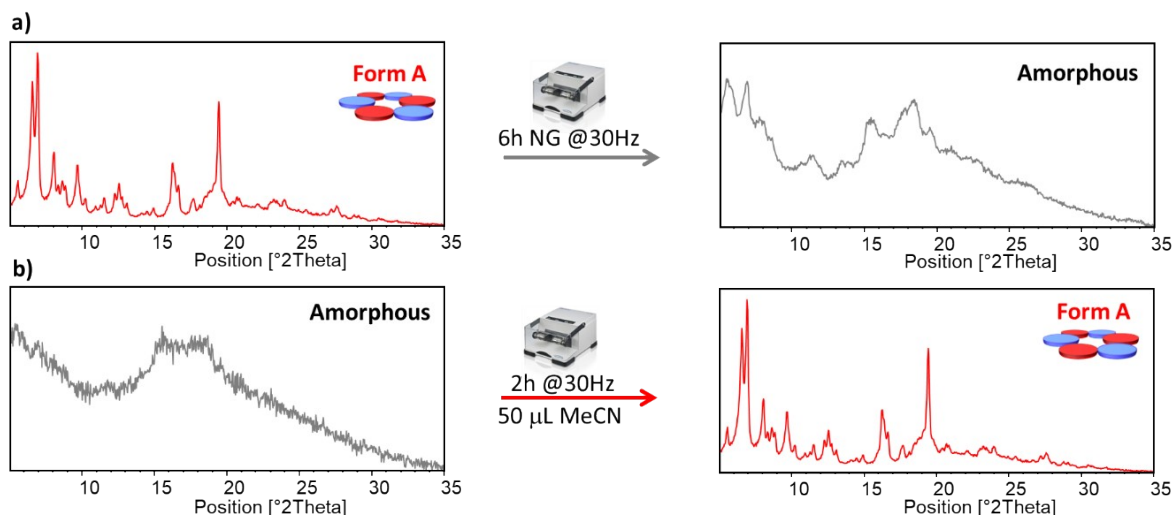 a)
Form A
6h NG @30Hz
Amorphous
10 15 20 25 30 35
Position [°2Theta]
10 15 20 25 30 35
Position [°2Theta]
b)
Amorphous
2h @30Hz
50 µL MeCN
Form A
10 15 20 25 30 35
Position [°2Theta]
10 15 20 25 30 35
Position [°2Theta]